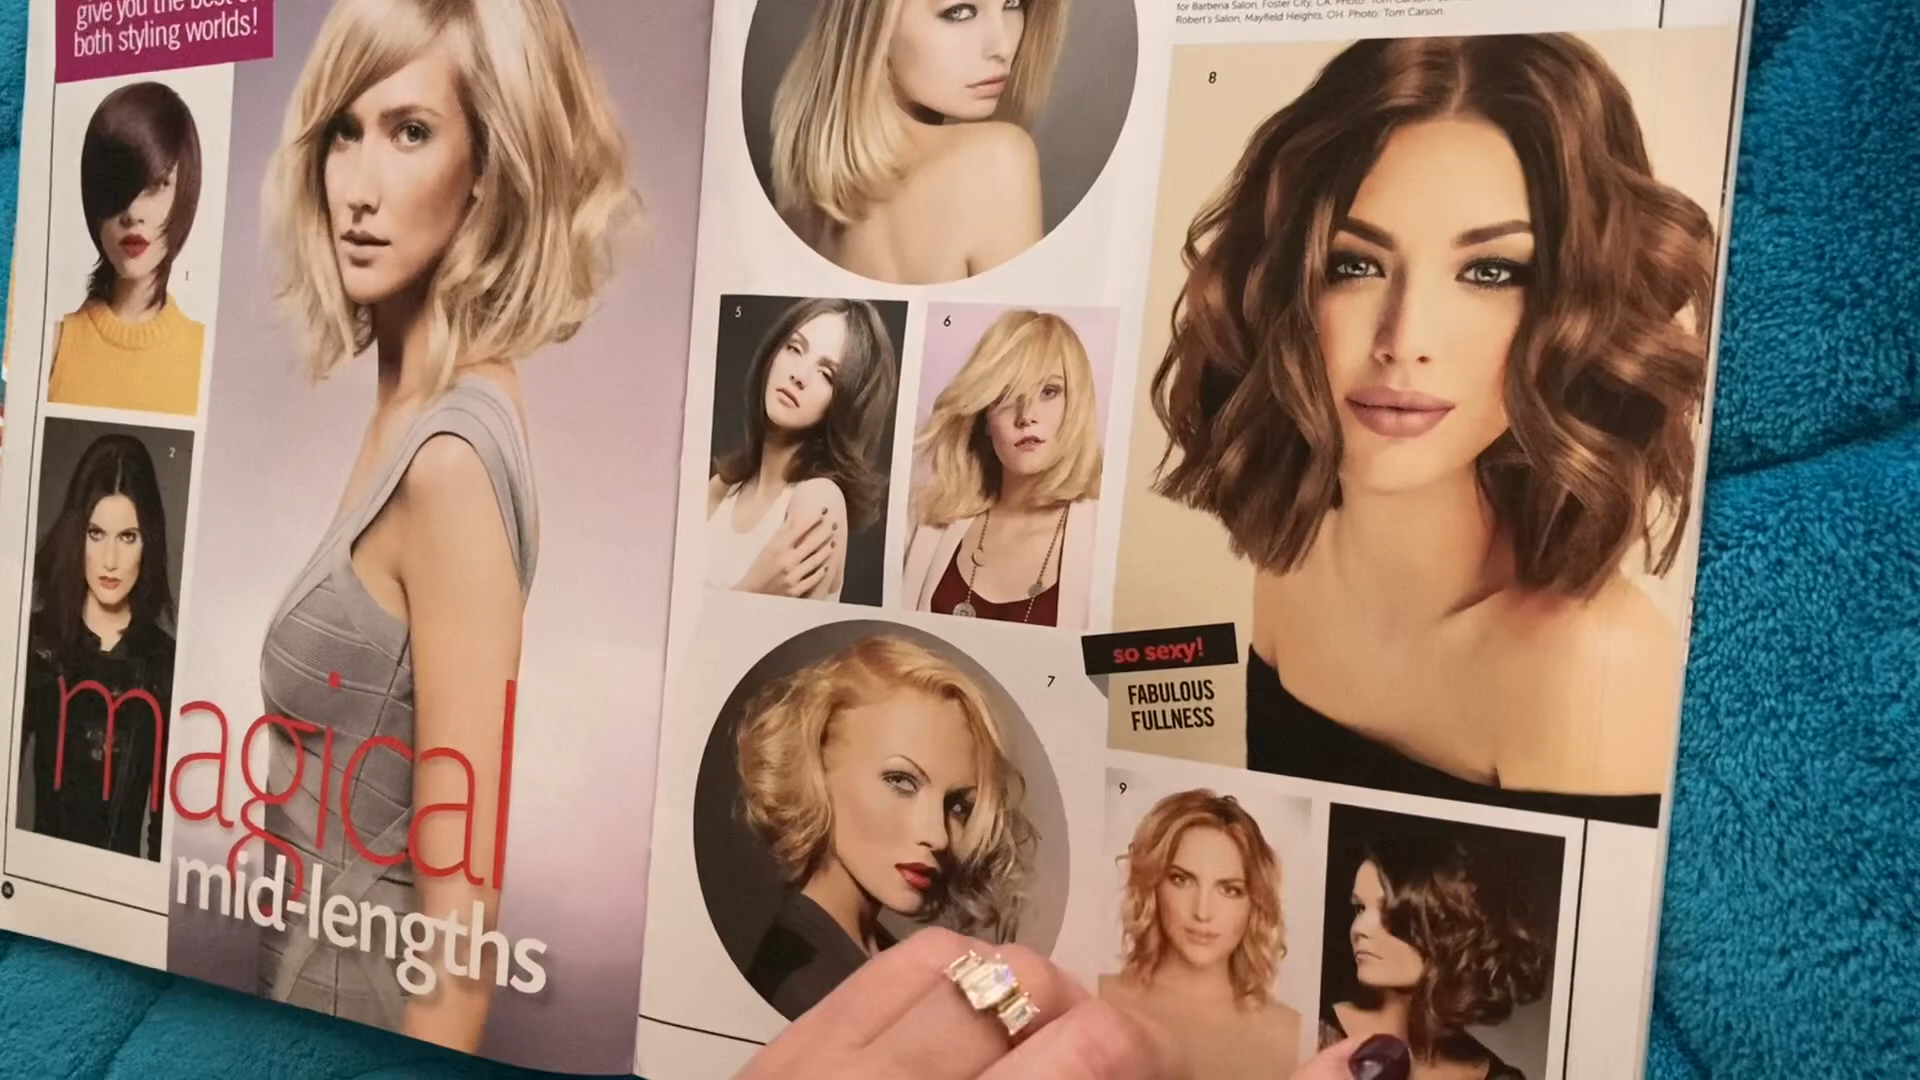 give you the best of
both styling worlds!
1
2
magical
mid-lengths
for Barberia Salon, Foster City, CA. Photo: Tom Carson.
Robert's Salon, Mayfield Heights, OH. Photo: Tom Carson.
5
6
7
8
so sexy!
FABULOUS
FULLNESS
9